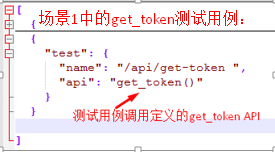 场景1中的get_token测试用例：
[
{
{
"test": {
"name": "/api/get-token ",
"api": "get_token()"
}
测试用例调用定义的get_token API
}
]